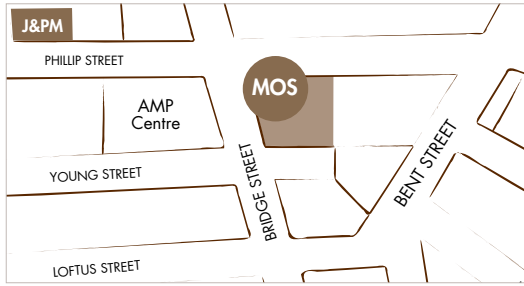 J&PM
PHILLIP STREET
MOS
AMP
Centre
BRIDGE STREET
BENT STREET
YOUNG STREET
LOFTUS STREET